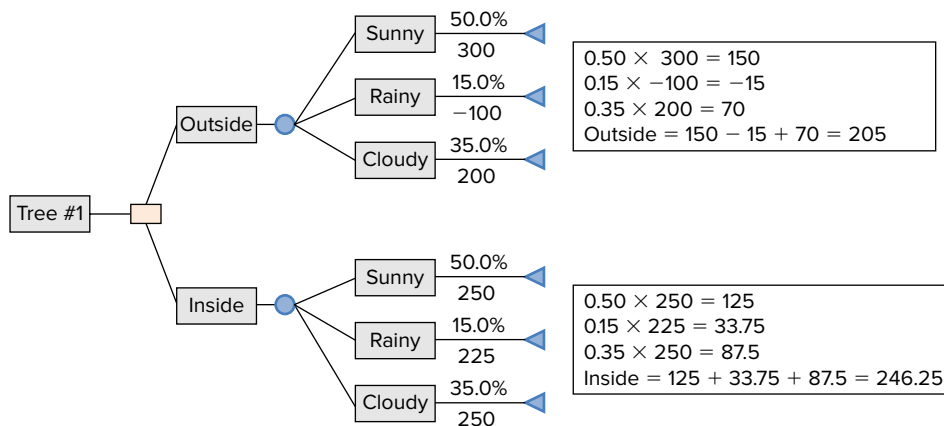 Tree #1
Outside
Sunny
50.0%
300
Rainy
15.0%
−100
Cloudy
35.0%
200
0.50 × 300 = 150
0.15 × −100 = −15
0.35 × 200 = 70
Outside = 150 − 15 + 70 = 205
Inside
Sunny
50.0%
250
Rainy
15.0%
225
Cloudy
35.0%
250
0.50 × 250 = 125
0.15 × 225 = 33.75
0.35 × 250 = 87.5
Inside = 125 + 33.75 + 87.5 = 246.25